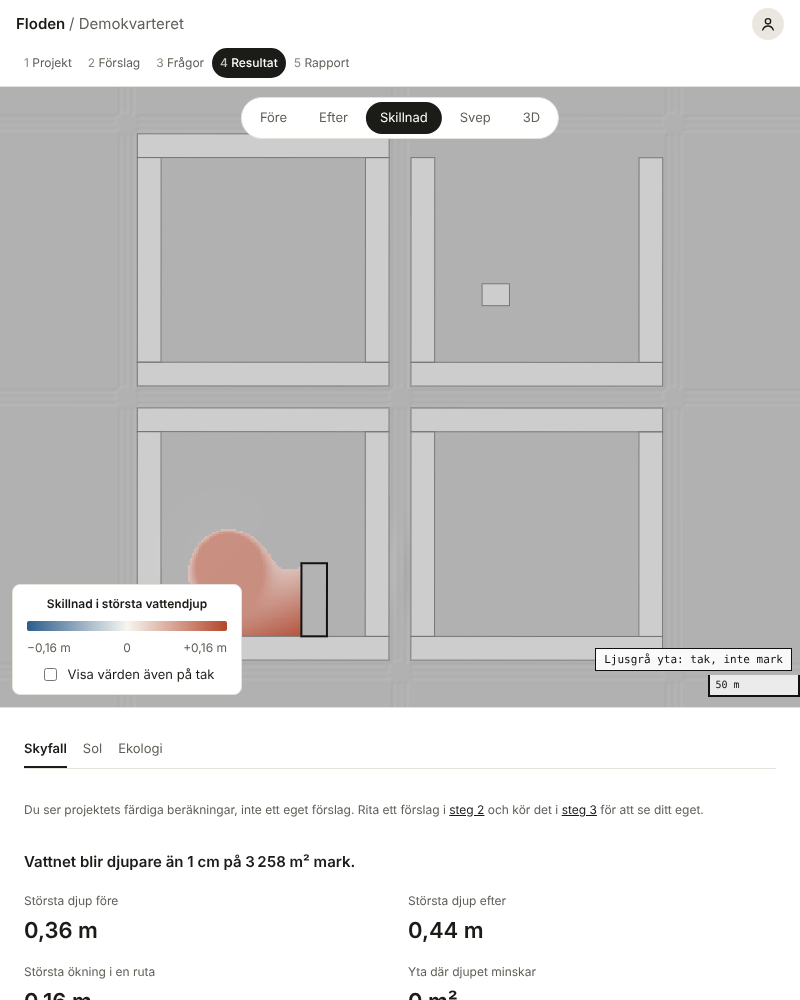 Floden / Demokvarteret
1 Projekt 2 Förslag 3 Frågor 4 Resultat 5 Rapport
Före Efter Skillnad Svep 3D
Skillnad i största vattendjup
−0,16 m 0 +0,16 m
Visa värden även på tak
Ljusgrå yta: tak, inte mark
50 m
Skyfall Sol Ekologi
Du ser projektets färdiga beräkningar, inte ett eget förslag. Rita ett förslag i steg 2 och kör det i steg 3 för att se ditt eget.
Vattnet blir djupare än 1 cm på 3 258 m² mark.
Största djup före Största djup efter
0,36 m 0,44 m
Största ökning i en ruta Yta där djupet minskar
0,16 m 0 m²